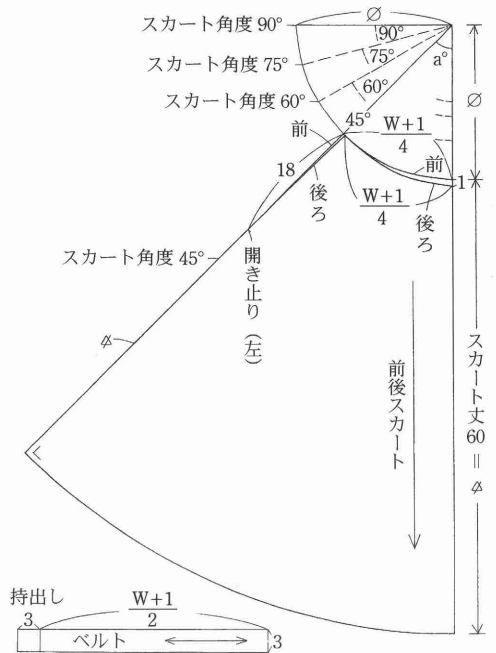 ∅
スカート角度 90°
90°
スカート角度 75°
75°
a°
スカート角度 60°
60°
∅
45°
前
W+1
4
18
前
1
後ろ
W+1
4
後ろ
スカート角度 45°
開き止り（左）
前後スカート
スカート丈60
持出し
3
W+1
2
ベルト
3